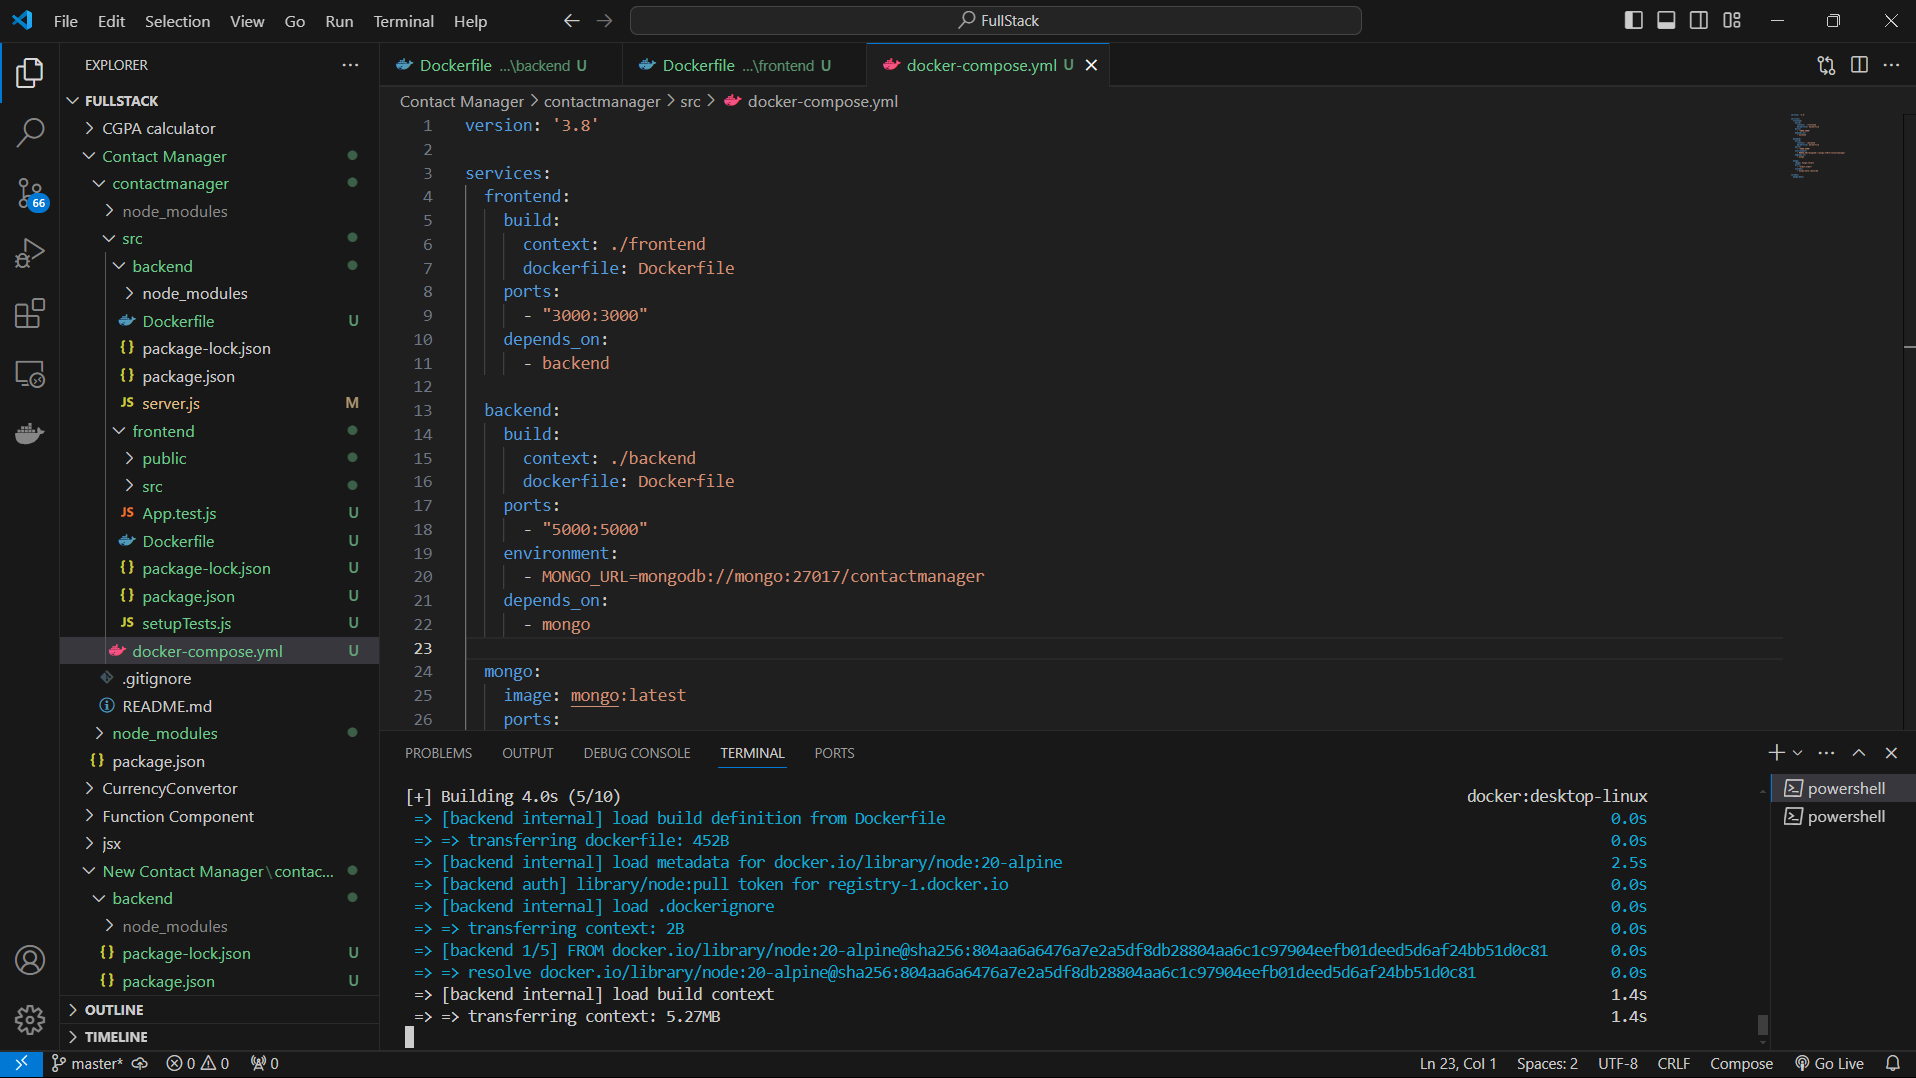 File Edit Selection View Go Run Terminal Help
FullStack
EXPLORER
FULLSTACK
CGPA calculator
Contact Manager
contactmanager
node_modules
66
src
backend
node_modules
Dockerfile U
package-lock.json
package.json
JS server.js M
frontend
public
src
JS App.test.js U
Dockerfile U
package-lock.json U
package.json U
JS setupTests.js U
docker-compose.yml U
.gitignore
README.md
node_modules
package.json
CurrencyConvertor
Function Component
jsx
New Contact Manager\contac...
backend
node_modules
package-lock.json U
package.json U
OUTLINE
TIMELINE
Dockerfile ...\backend U
Dockerfile ...\frontend U
docker-compose.yml U
Contact Manager > contactmanager > src > docker-compose.yml
1 version: '3.8'
2
3 services:
4 frontend:
5 build:
6 context: ./frontend
7 dockerfile: Dockerfile
8 ports:
9 - "3000:3000"
10 depends_on:
11 - backend
12
13 backend:
14 build:
15 context: ./backend
16 dockerfile: Dockerfile
17 ports:
18 - "5000:5000"
19 environment:
20 - MONGO_URL=mongodb://mongo:27017/contactmanager
21 depends_on:
22 - mongo
23
24 mongo:
25 image: mongo:latest
26 ports:
PROBLEMS OUTPUT DEBUG CONSOLE TERMINAL PORTS
[+] Building 4.0s (5/10) docker:desktop-linux
=> [backend internal] load build definition from Dockerfile 0.0s
=> => transferring dockerfile: 452B 0.0s
=> [backend internal] load metadata for docker.io/library/node:20-alpine 2.5s
=> [backend auth] library/node:pull token for registry-1.docker.io 0.0s
=> [backend internal] load .dockerignore 0.0s
=> => transferring context: 2B 0.0s
=> [backend 1/5] FROM docker.io/library/node:20-alpine@sha256:804aa6a6476a7e2a5df8db28804aa6c1c97904eefb01deed5d6af24bb51d0c81 0.0s
=> => resolve docker.io/library/node:20-alpine@sha256:804aa6a6476a7e2a5df8db28804aa6c1c97904eefb01deed5d6af24bb51d0c81 0.0s
=> [backend internal] load build context 1.4s
=> => transferring context: 5.27MB 1.4s
powershell
powershell
master* 0 0 0
Ln 23, Col 1 Spaces: 2 UTF-8 CRLF Compose Go Live